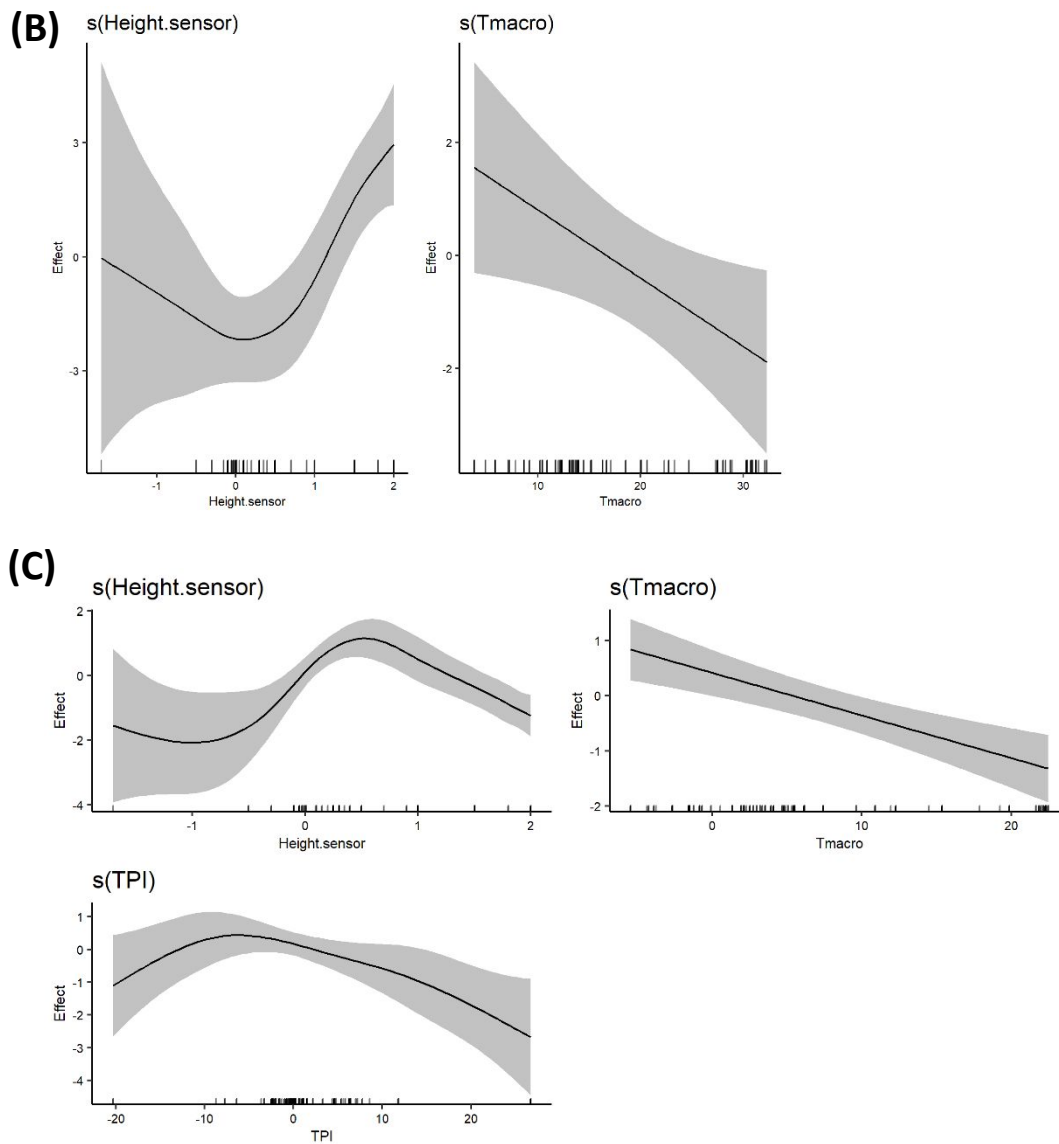 (B)
s(Height.sensor)
s(Tmacro)
3
0
-3
Effect
-1
0
1
2
Height.sensor
2
0
-2
Effect
10
20
30
Tmacro
(C)
s(Height.sensor)
s(Tmacro)
2
0
-2
-4
Effect
-1
0
1
2
Height.sensor
1
0
-1
-2
Effect
0
10
20
Tmacro
s(TPI)
1
0
-1
-2
-3
-4
Effect
-20
-10
0
10
20
TPI